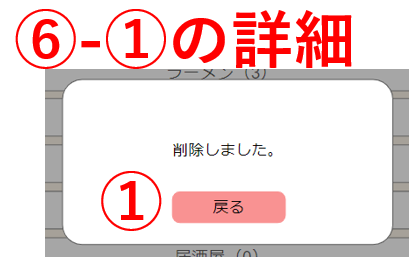 ⑥-①の詳細
ラーメン（3）
削除しました。
① 戻る
居酒屋（0）